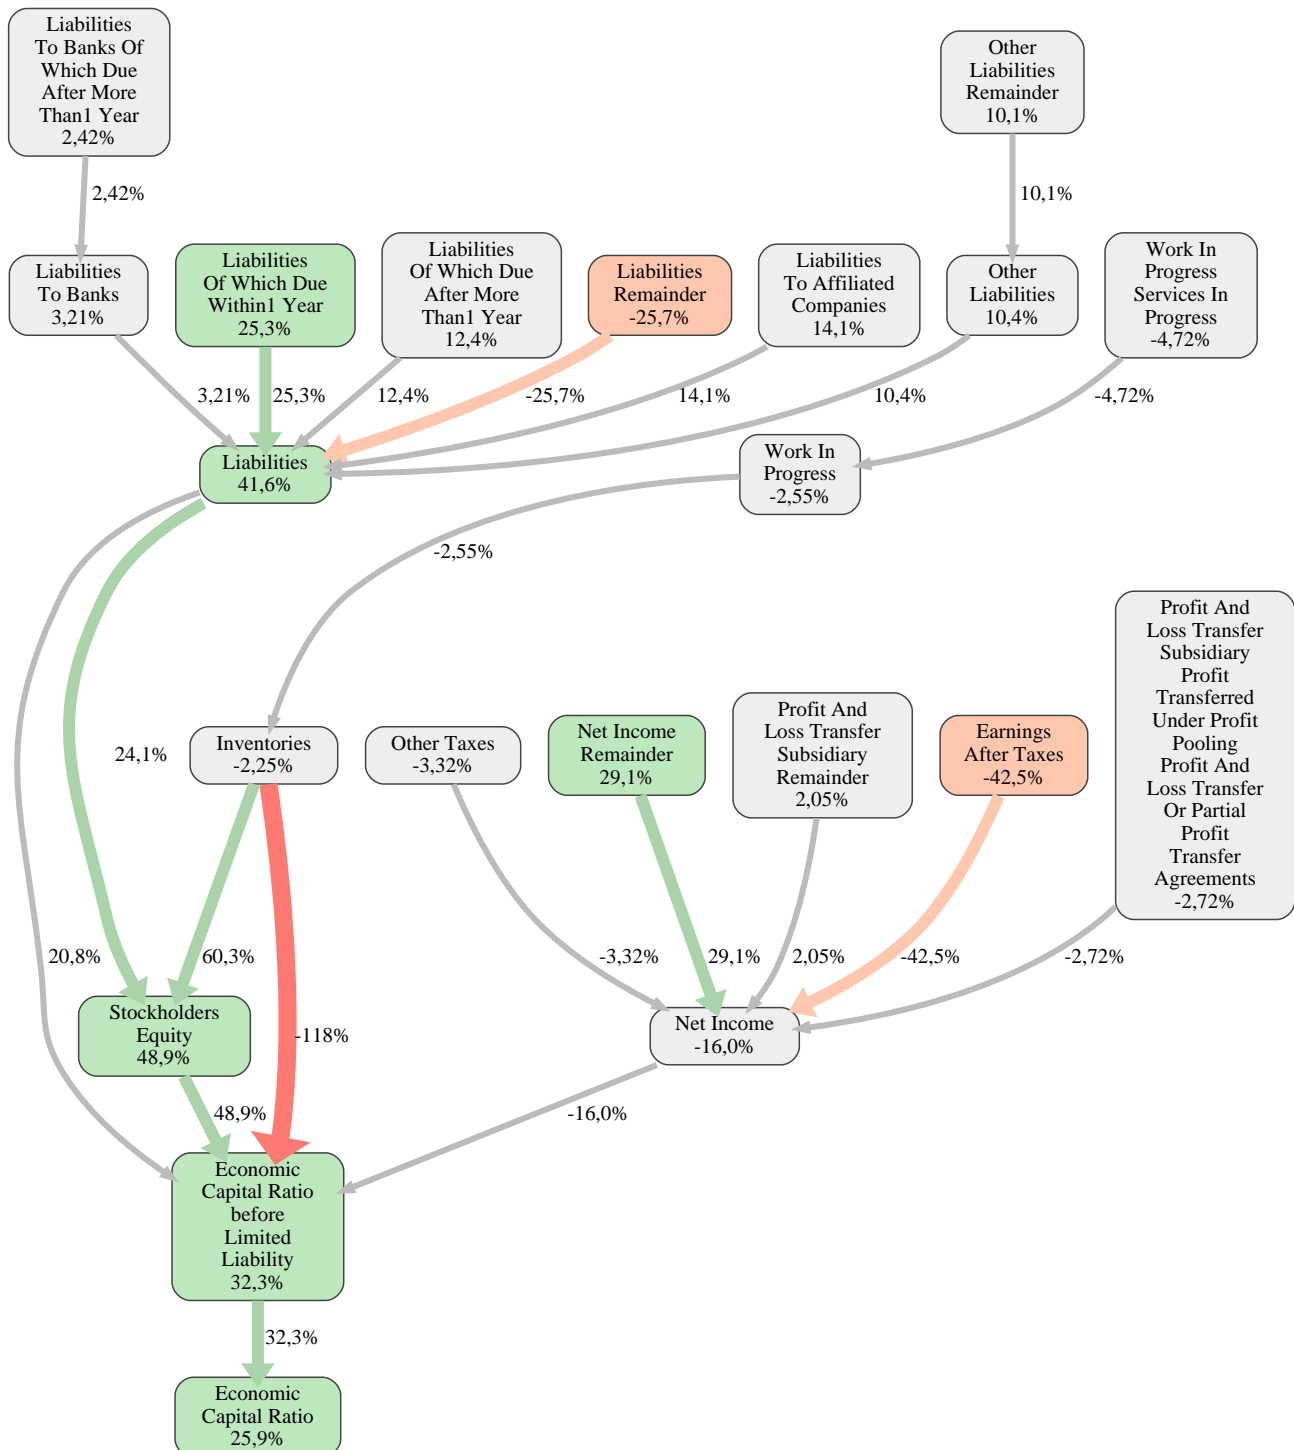 Liabilities
To Banks Of
Which Due
After More
Than1 Year
2,42%
Other
Liabilities
Remainder
10,1%
2,42%
10,1%
Liabilities
To Banks
3,21%
Liabilities
Of Which Due
Within1 Year
25,3%
Liabilities
Of Which Due
After More
Than1 Year
12,4%
Liabilities
Remainder
-25,7%
Liabilities
To Affiliated
Companies
14,1%
Other
Liabilities
10,4%
Work In
Progress
Services In
Progress
-4,72%
3,21%
25,3%
12,4%
-25,7%
14,1%
10,4%
-4,72%
Liabilities
41,6%
Work In
Progress
-2,55%
-2,55%
24,1%
Inventories
-2,25%
Other Taxes
-3,32%
Net Income
Remainder
29,1%
Profit And
Loss Transfer
Subsidiary
Remainder
2,05%
Earnings
After Taxes
-42,5%
Profit And
Loss Transfer
Subsidiary
Profit
Transferred
Under Profit
Pooling
Profit And
Loss Transfer
Or Partial
Profit
Transfer
Agreements
-2,72%
20,8%
60,3%
-3,32%
29,1%
2,05%
-42,5%
-2,72%
Stockholders
Equity
48,9%
-118%
Net Income
-16,0%
48,9%
-16,0%
Economic
Capital Ratio
before
Limited
Liability
32,3%
32,3%
Economic
Capital Ratio
25,9%